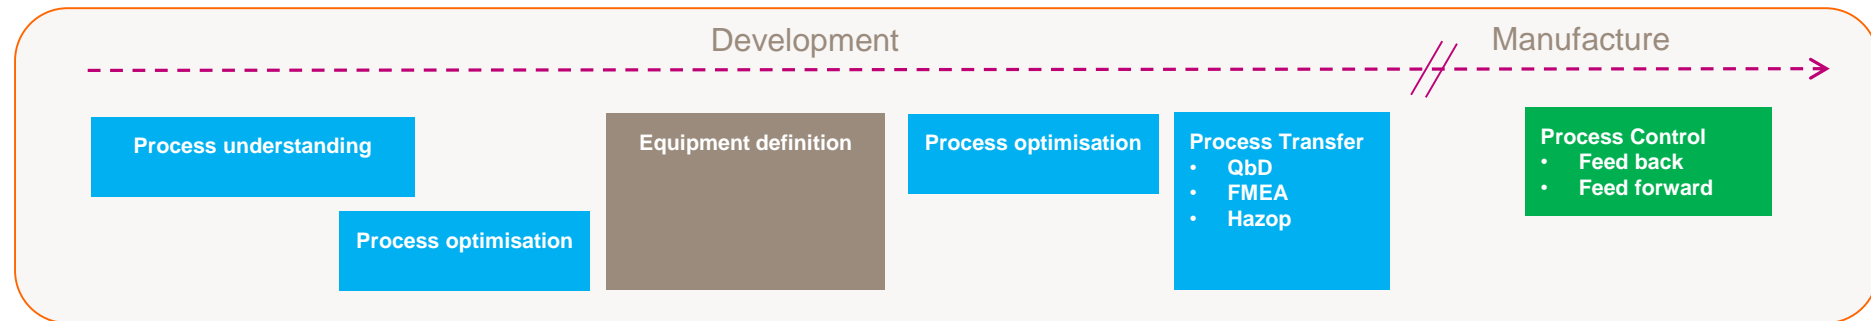 Development
Manufacture
Process understanding
Process optimisation
Equipment definition
Process optimisation
Process Transfer
• QbD
• FMEA
• Hazop
Process Control
• Feed back
• Feed forward